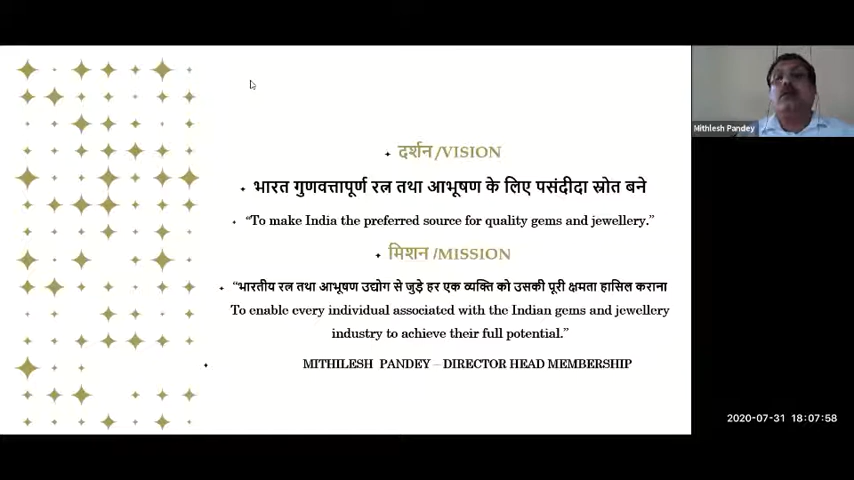 दर्शन /VISION
भारत गुणवत्तापूर्ण रत्न तथा आभूषण के लिए पसंदीदा स्रोत बने
“To make India the preferred source for quality gems and jewellery.”
मिशन /MISSION
“भारतीय रत्न तथा आभूषण उद्योग से जुड़े हर एक व्यक्ति को उसकी पूरी क्षमता हासिल कराना
To enable every individual associated with the Indian gems and jewellery
industry to achieve their full potential.”
MITHILESH PANDEY – DIRECTOR HEAD MEMBERSHIP
Mithlesh Pandey
2020-07-31 18:07:58